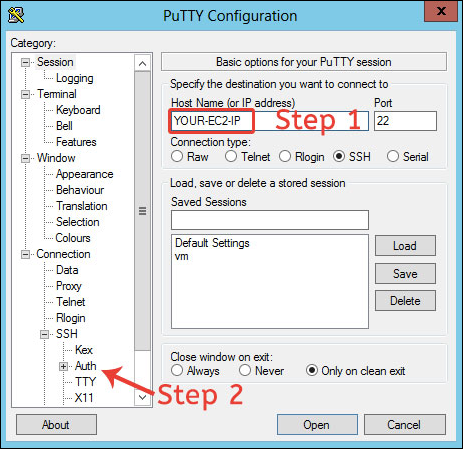 PuTTY Configuration
x
Category:
Session
Logging
Terminal
Keyboard
Bell
Features
Window
Appearance
Behaviour
Translation
Selection
Colours
Connection
Data
Proxy
Telnet
Rlogin
SSH
Kex
Auth
TTY
X11
Step 2
Basic options for your PuTTY session
Specify the destination you want to connect to
Host Name (or IP address) Port
YOUR-EC2-IP Step 1 22
Connection type:
Raw Telnet Rlogin SSH Serial
Load, save or delete a stored session
Saved Sessions
Default Settings
vm
Load
Save
Delete
Close window on exit:
Always Never Only on clean exit
About Open Cancel